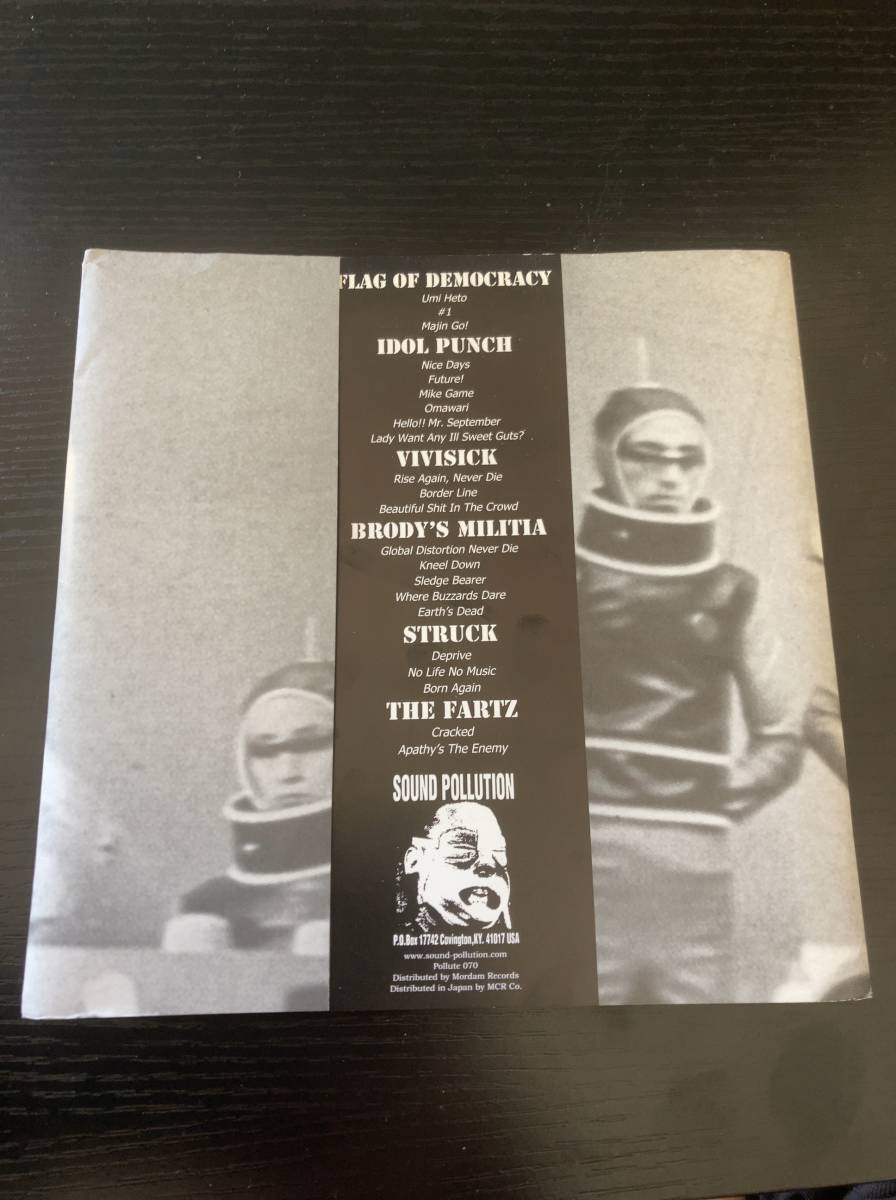 FLAG OF DEMOCRACY
Umi Heto
#1
Majin Go!
IDOL PUNCH
Nice Days
Future!
Mike Game
Omawari
Hello!! Mr. September
Lady Want Any Ill Sweet Guts?
VIVISICK
Rise Again, Never Die
Border Line
Beautiful Shit In The Crowd
BRODY'S MILITIA
Global Distortion Never Die
Kneel Down
Sledge Bearer
Where Buzzards Dare
Earth's Dead
STRUCK
Deprive
No Life No Music
Born Again
THE FARTZ
Cracked
Apathy's The Enemy
SOUND POLLUTION
P.O.Box 17742 Covington,KY. 41017 USA
www.sound-pollution.com
Pollute 070
Distributed by Mordam Records
Distributed in Japan by MCR Co.